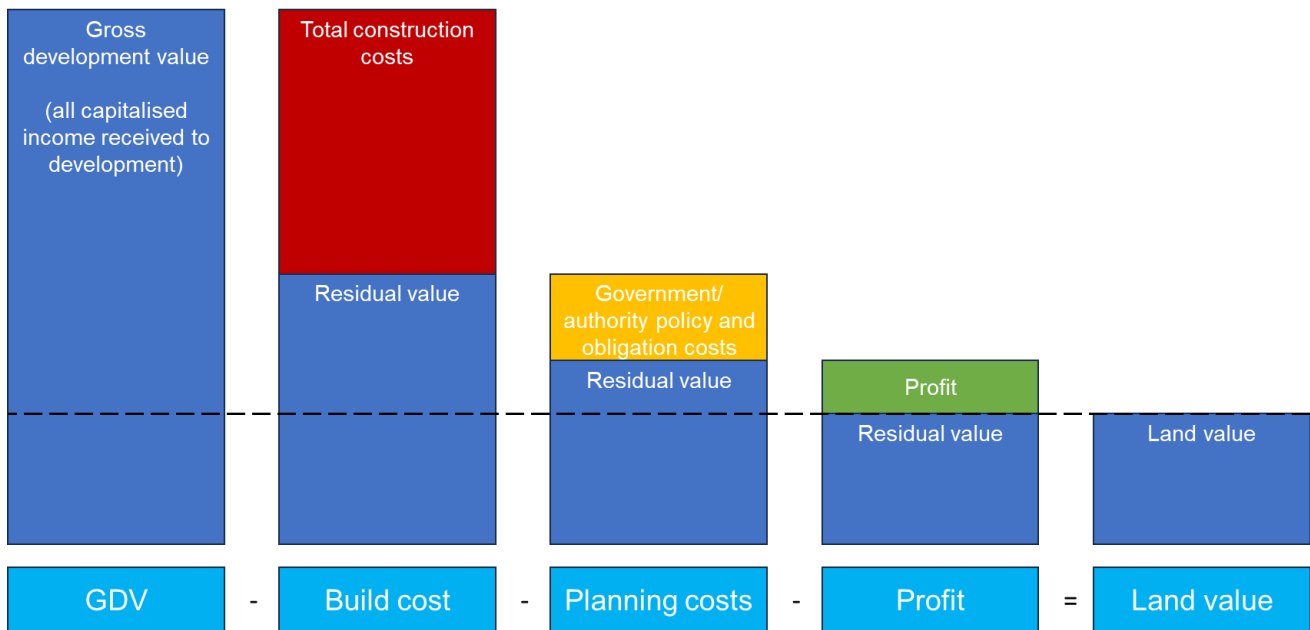 Gross
development value
(all capitalised
income received to
development)
Total construction
costs
Residual value
Government/
authority policy and
obligation costs
Residual value
Profit
Residual value
Land value
GDV
-
Build cost
-
Planning costs
-
Profit
=
Land value